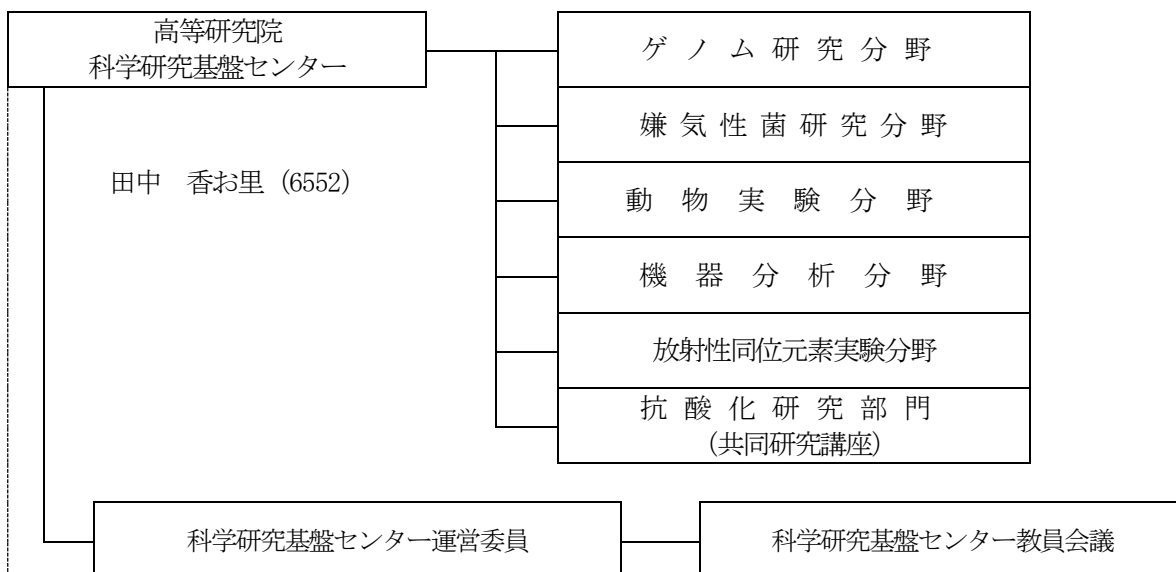 高等研究院
科学研究基盤センター
田中　香お里 (6552)
ゲノム研究分野
嫌気性菌研究分野
動物実験分野
機器分析分野
放射性同位元素実験分野
抗酸化研究部門
(共同研究講座)
科学研究基盤センター運営委員
科学研究基盤センター教員会議